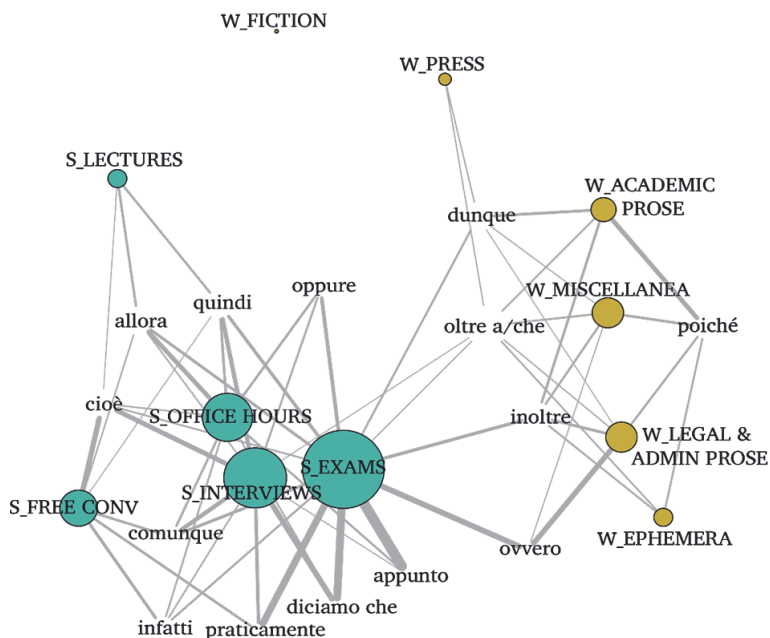 W_FICTION
W_PRESS
S_LECTURES
W_ACADEMIC
PROSE
dunque
oppure
quindi
W_MISCELLANEA
allora
oltre a/che
poiché
cioè
S_OFFICE HOURS
inoltre
W_LEGAL &
ADMIN PROSE
S_EXAMS
S_INTERVIEWS
S_FREE CONV
comunque
W_EPHEMERA
ovvero
appunto
diciamo che
infatti
praticamente